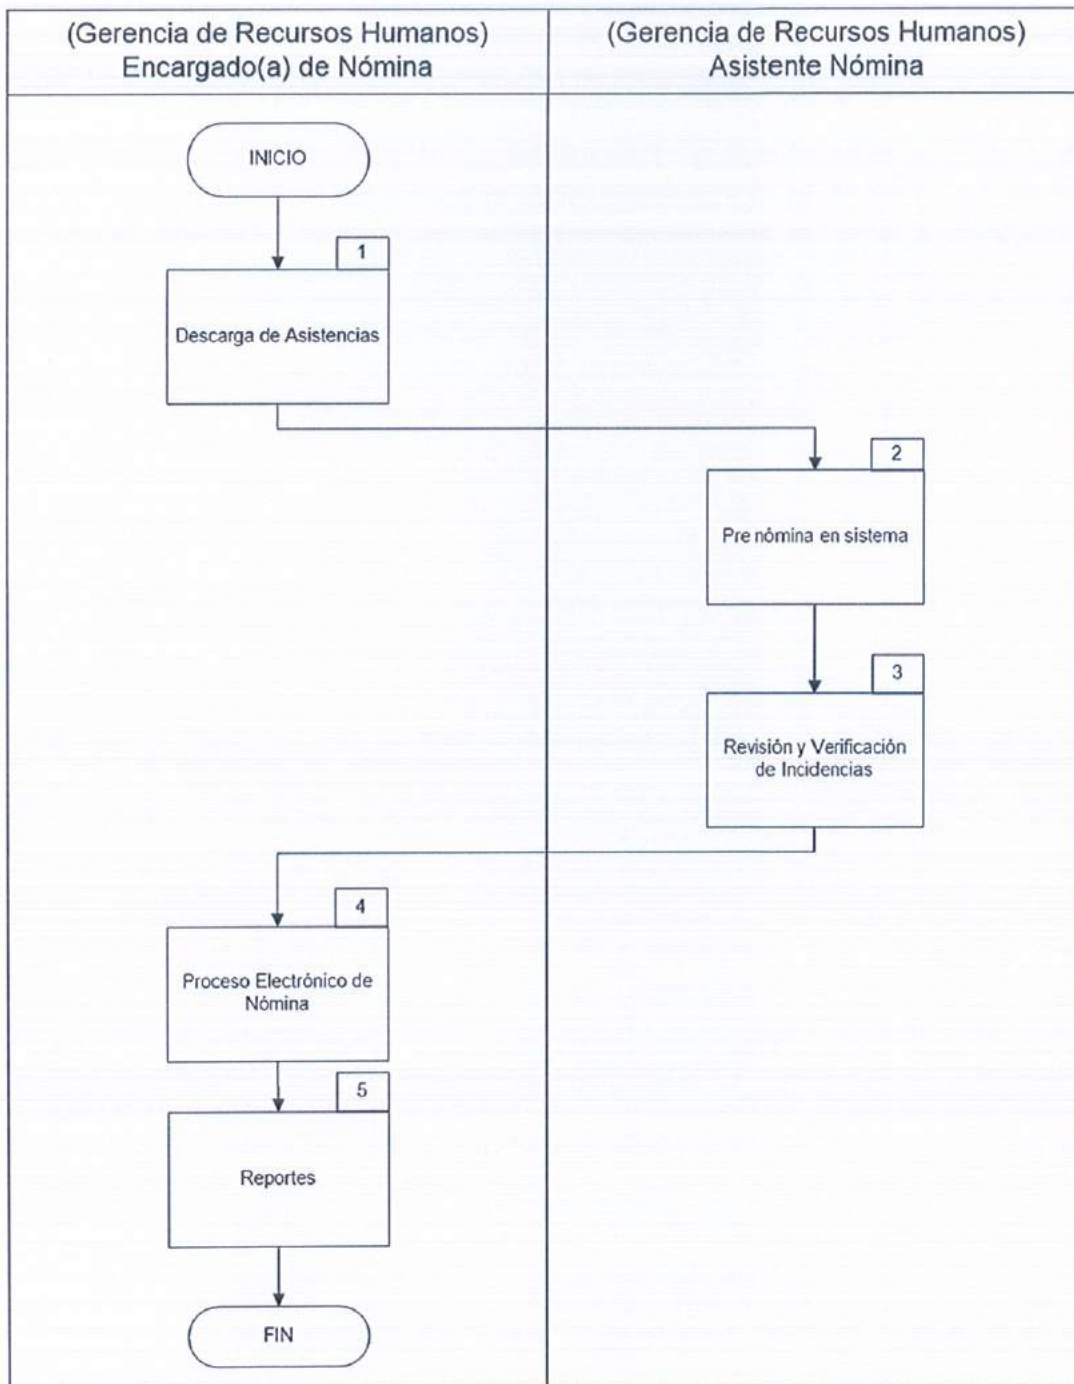 (Gerencia de Recursos Humanos)
Encargado(a) de Nómina
(Gerencia de Recursos Humanos)
Asistente Nómina
INICIO
1
Descarga de Asistencias
2
Pre nómina en sistema
3
Revisión y Verificación
de Incidencias
4
Proceso Electrónico de
Nómina
5
Reportes
FIN